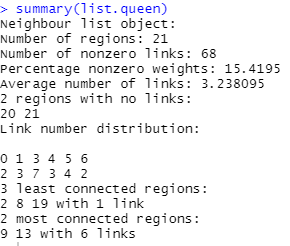 > summary(list.queen)
Neighbour list object:
Number of regions: 21
Number of nonzero links: 68
Percentage nonzero weights: 15.4195
Average number of links: 3.238095
2 regions with no links:
20 21
Link number distribution:
0 1 3 4 5 6
2 3 7 3 4 2
3 least connected regions:
2 8 19 with 1 link
2 most connected regions:
9 13 with 6 links